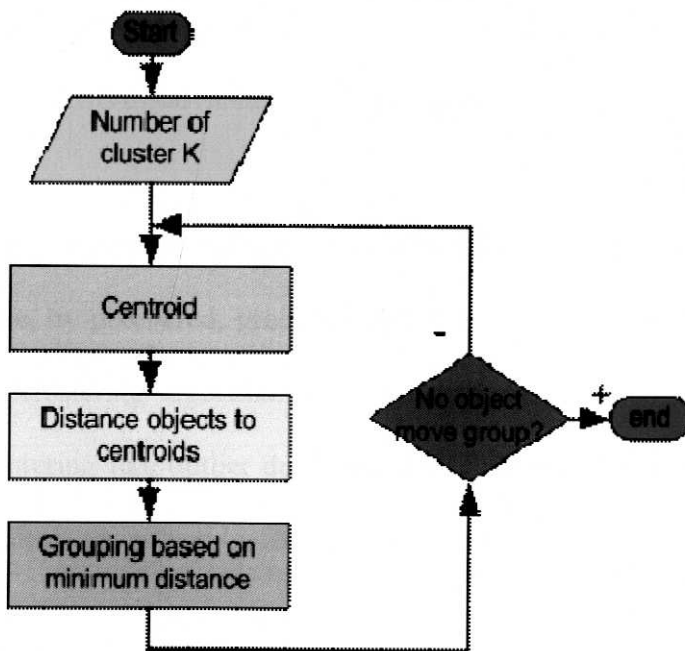 Start
Number of
cluster K
Centroid
Distance objects to
centroids
Grouping based on
minimum distance
-
No object
move group?
+
end